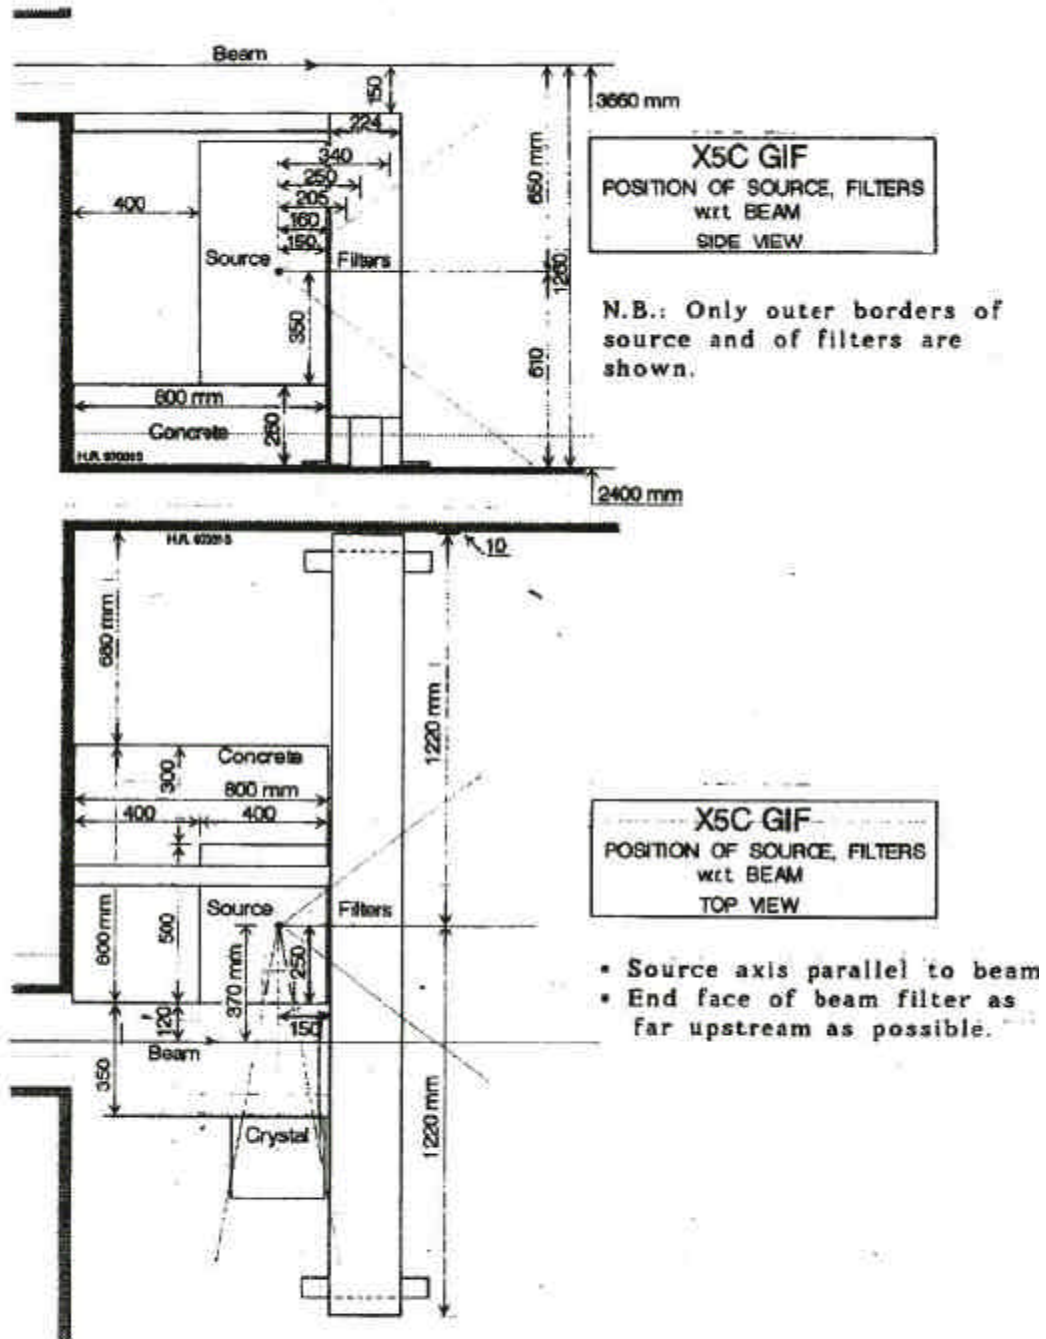 Beam
150
3660 mm
224
340
250
205
160
150
400
650 mm
1260
Source
Filters
350
610
800 mm
260
Concrete
2400 mm
X5C GIF
POSITION OF SOURCE, FILTERS
w.r.t. BEAM
SIDE VIEW
N.B.: Only outer borders of
source and of filters are
shown.
10
680 mm
1220 mm
Concrete
300
800 mm
400
400
Source
Filters
800 mm
500
370 mm
250
120
150
Beam
350
1220 mm
Crystal
X5C GIF
POSITION OF SOURCE, FILTERS
w.r.t. BEAM
TOP VIEW
• Source axis parallel to beam
• End face of beam filter as
far upstream as possible.